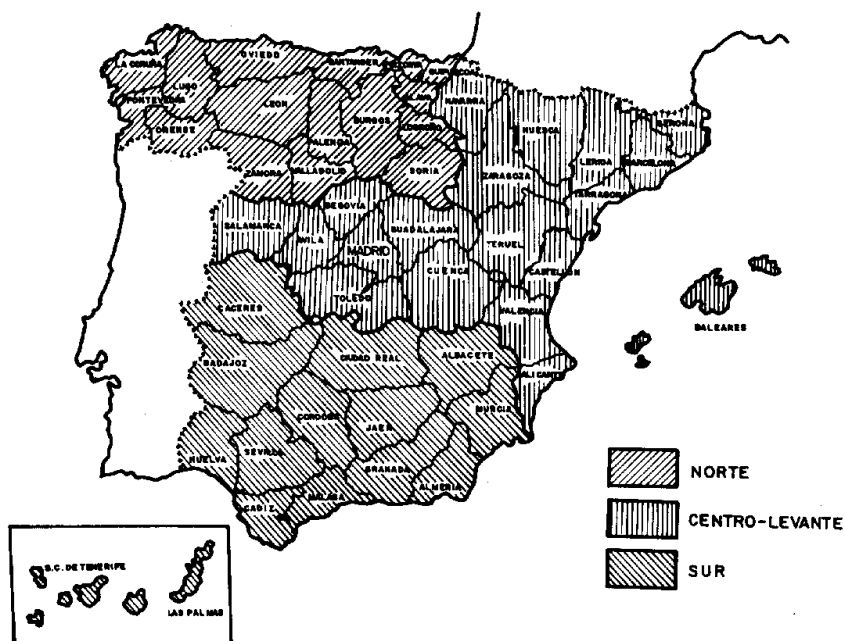 LA CORUÑA
LUGO
OVIEDO
SANTANDER
PONTEVEDRA
ORENSE
LEON
PALENCIA
BURGOS
LOGROÑO
NAVARRA
HUESCA
LERIDA
GERONA
BARCELONA
TARRAGONA
ZAMORA
VALLADOLID
SORIA
ZARAGOZA
SEGOVIA
SALAMANCA
AVILA
MADRID
GUADALAJARA
TERUEL
CUENCA
CASTELLON
TOLEDO
VALENCIA
BALEARES
CACERES
BADAJOZ
CIUDAD REAL
ALBACETE
ALICANTE
MURCIA
CORDOBA
JAEN
HUELVA
SEVILLA
GRANADA
ALMERIA
MALAGA
CADIZ
NORTE
CENTRO-LEVANTE
SUR
S.C. DE TENERIFE
LAS PALMAS